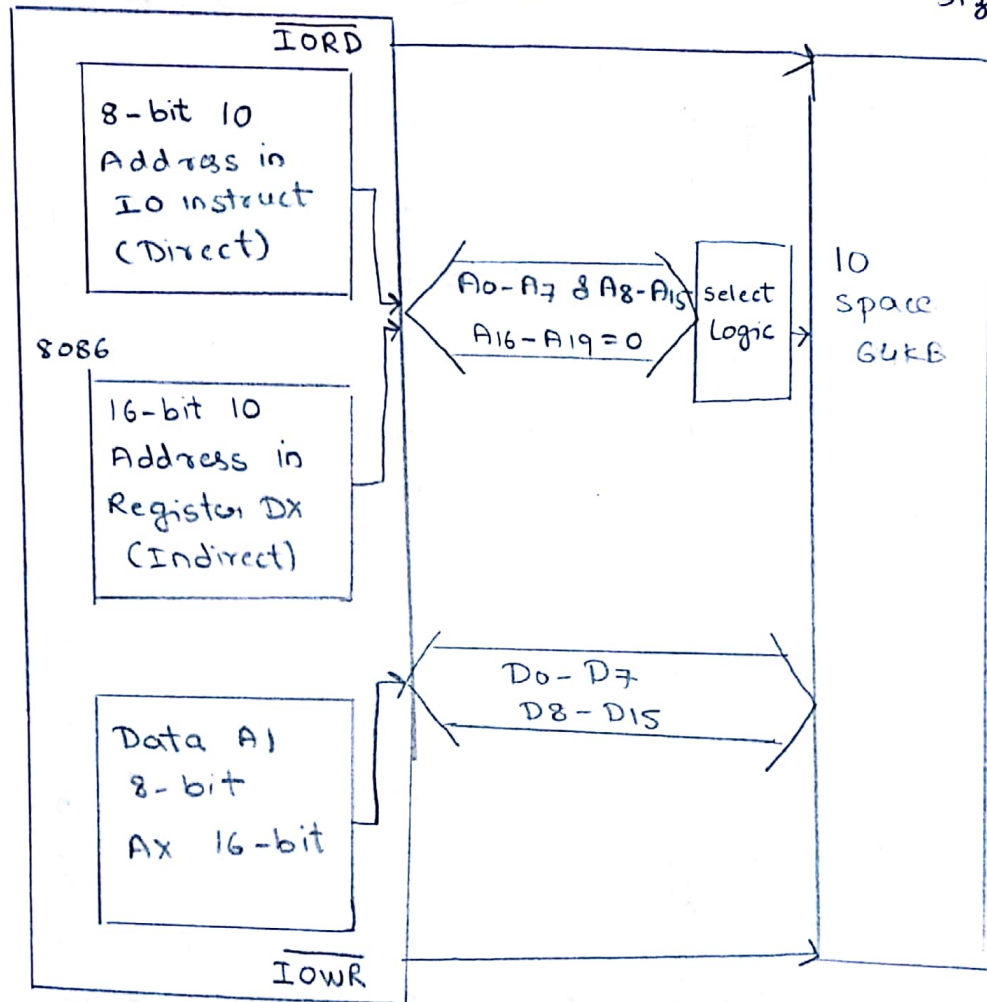 IORD
8-bit IO
Address in
IO instruct
(Direct)
A0-A7 & A8-A15
A16-A19=0
select
Logic
IO
space
64KB
8086
16-bit IO
Address in
Register DX
(Indirect)
D0-D7
D8-D15
Data Al
8-bit
AX 16-bit
IOWR